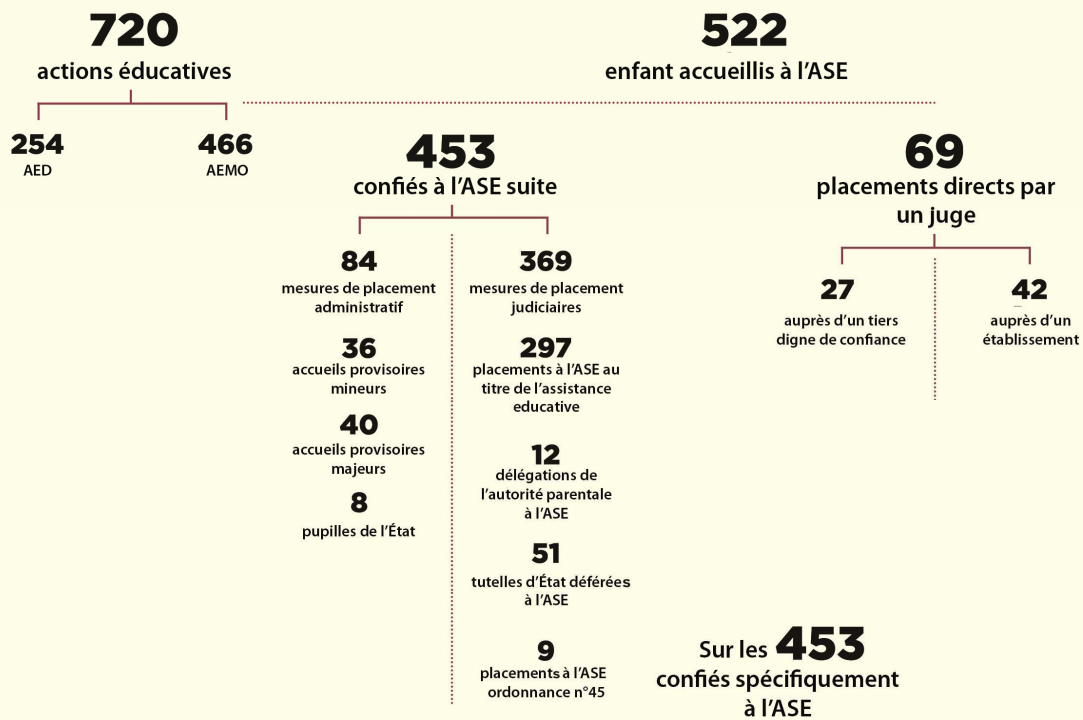 720
actions éducatives
254
AED
466
AEMO
522
enfant accueillis à l'ASE
453
confiés à l'ASE suite
84
mesures de placement
administratif
36
accueils provisoires
mineurs
40
accueils provisoires
majeurs
8
pupilles de l'État
369
mesures de placement
judiciaires
297
placements à l'ASE au
titre de l'assistance
educative
12
délégations de
l'autorité parentale
à l'ASE
51
tutelles d'État déférées
à l'ASE
9
placements à l'ASE
ordonnance n°45
69
placements directs par
un juge
27
auprès d'un tiers
digne de confiance
42
auprès d'un
établissement
Sur les 453
confiés spécifiquement
à l'ASE